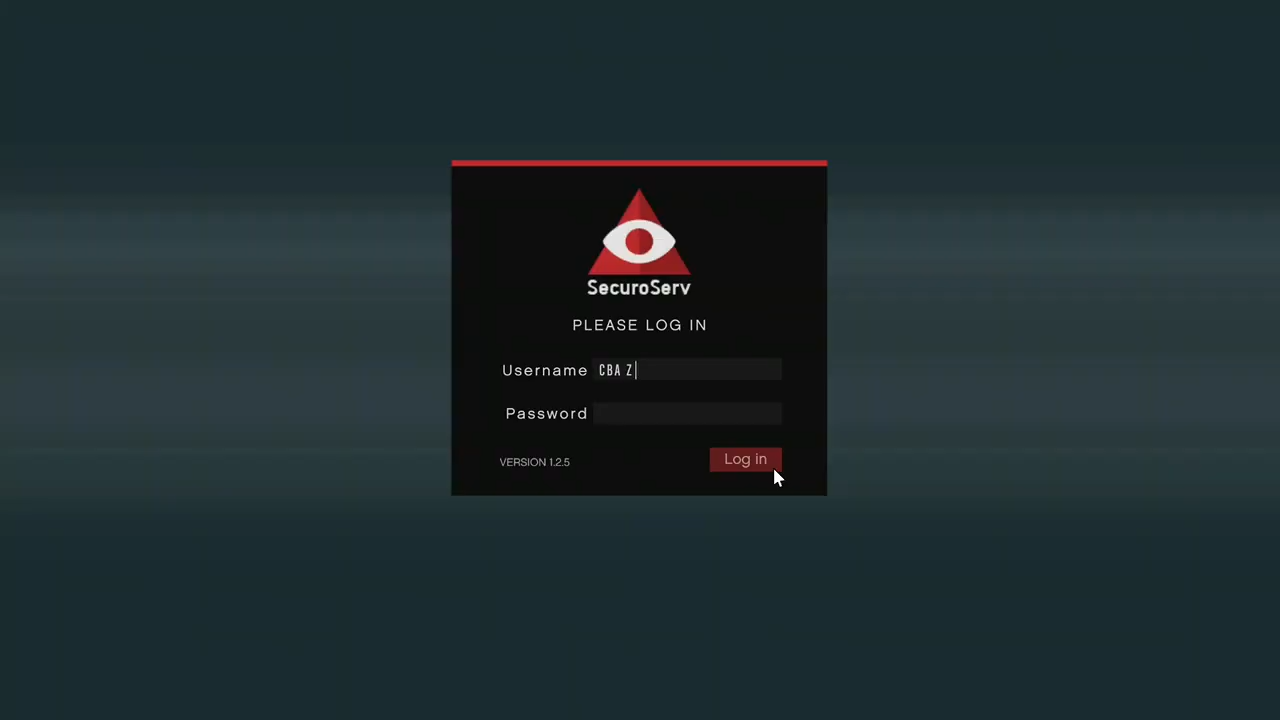 SecuroServ
PLEASE LOG IN
Username CBA Z
Password
VERSION 1.2.5 Log in